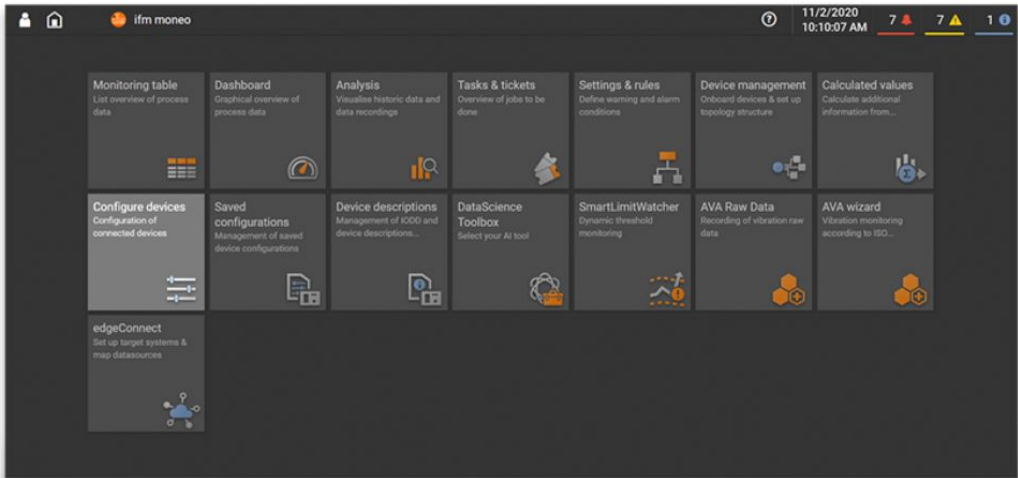 ifm moneo
11/2/2020
10:10:07 AM
7
7
1
Monitoring table
List overview of process
data
Dashboard
Graphical overview of
process data
Analysis
Visualise historic data and
data recordings
Tasks & tickets
Overview of jobs to be
done
Settings & rules
Define warning and alarm
conditions
Device management
Onboard devices & set up
topology structure
Calculated values
Calculate additional
information from...
Configure devices
Configuration of
connected devices
Saved
configurations
Management of saved
device configurations
Device descriptions
Management of IODD and
device descriptions...
DataScience
Toolbox
Select your AI tool
SmartLimitWatcher
Dynamic threshold
monitoring
AVA Raw Data
Recording of vibration raw
data
AVA wizard
Vibration monitoring
according to ISO...
edgeConnect
Set up target systems &
map datasources